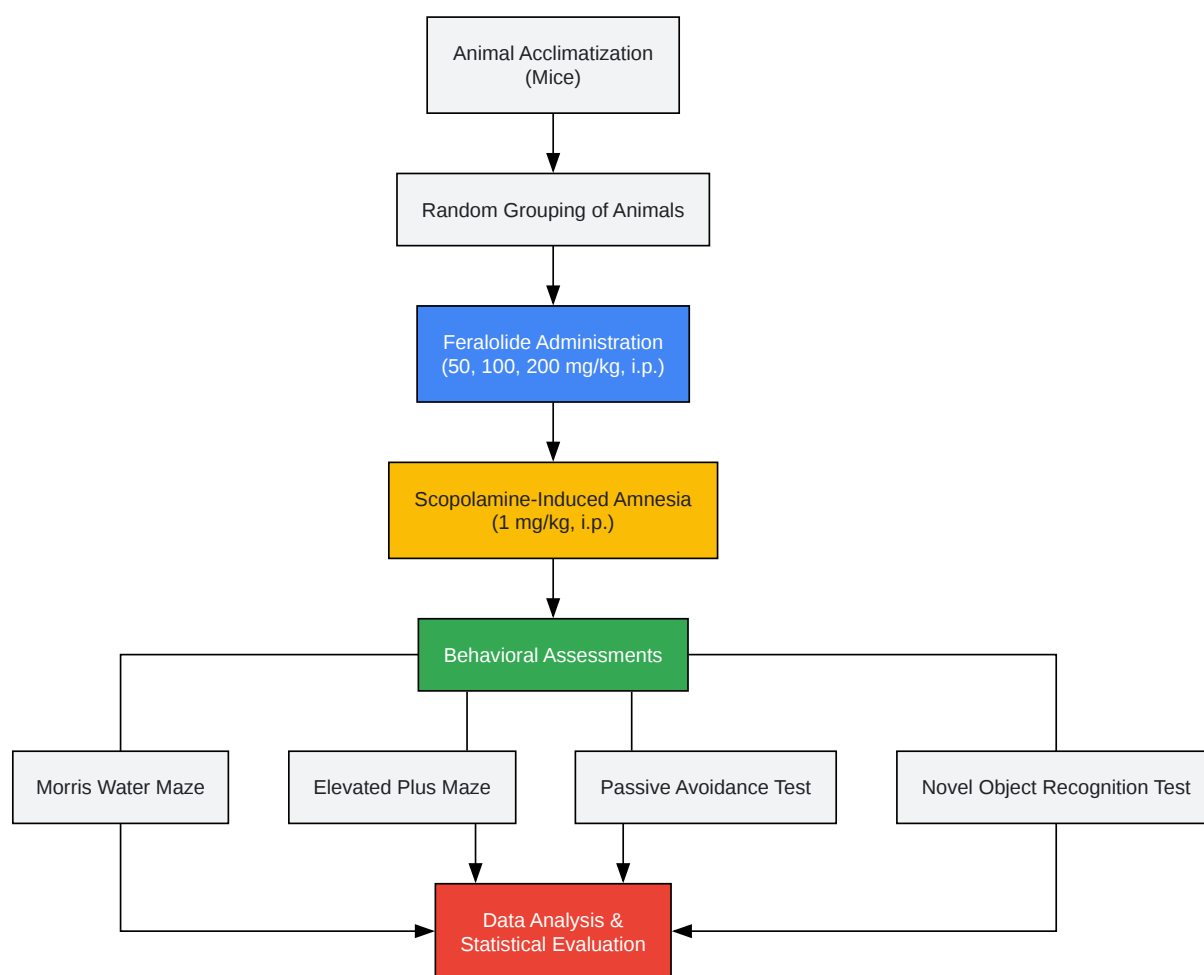 Animal Acclimatization
(Mice)
Random Grouping of Animals
Feralolide Administration
(50, 100, 200 mg/kg, i.p.)
Scopolamine-Induced Amnesia
(1 mg/kg, i.p.)
Behavioral Assessments
Morris Water Maze
Elevated Plus Maze
Passive Avoidance Test
Novel Object Recognition Test
Data Analysis &
Statistical Evaluation